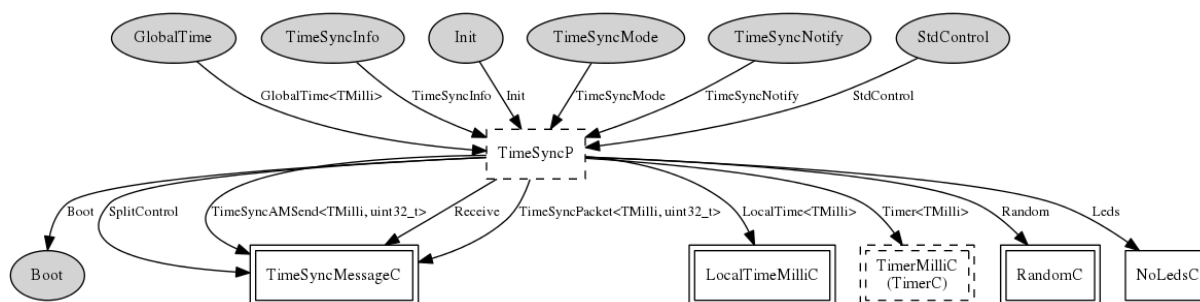 GlobalTime
TimeSyncInfo
Init
TimeSyncMode
TimeSyncNotify
StdControl
GlobalTime<TMilli>
TimeSyncInfo
Init
TimeSyncMode
TimeSyncNotify
StdControl
TimeSyncP
Boot
SplitControl
TimeSyncAMSend<TMilli, uint32_t>
Receive
TimeSyncPacket<TMilli, uint32_t>
LocalTime<TMilli>
Timer<TMilli>
Random
Leds
Boot
TimeSyncMessageC
LocalTimeMilliC
TimerMilliC
(TimerC)
RandomC
NoLedsC